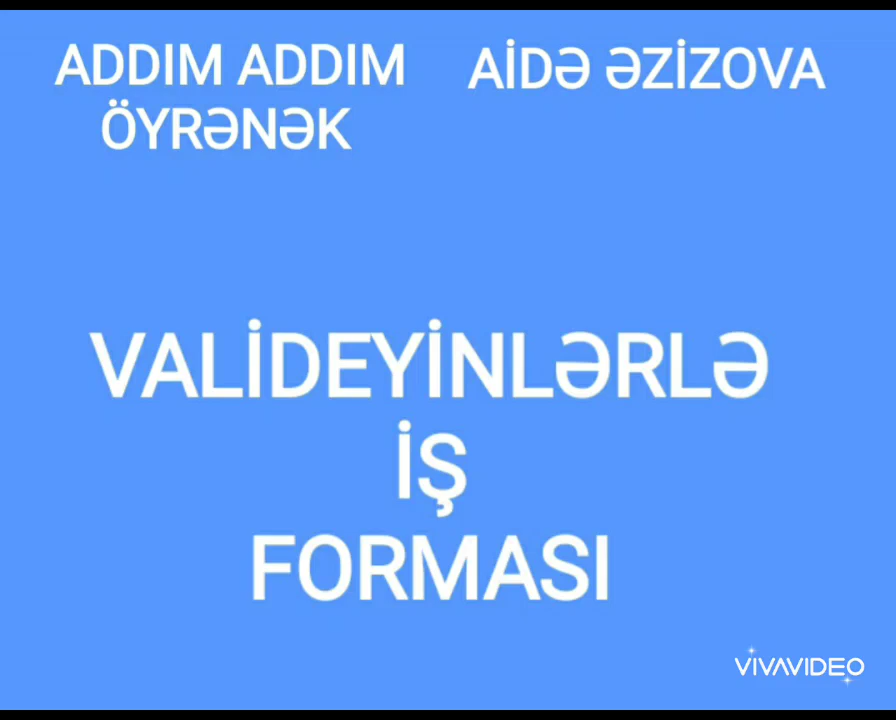 ADDIM ADDIM
ÖYRƏNƏK
AİDƏ ƏZİZOVA
VALİDEYİNLƏRLƏ
İŞ
FORMASI
VIVAVIDEO